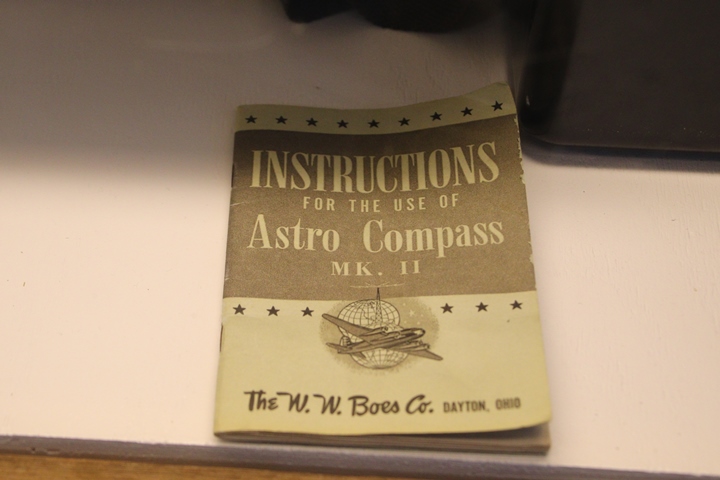 INSTRUCTIONS
FOR THE USE OF
Astro Compass
MK. II
The W. W. Boes Co. DAYTON, OHIO